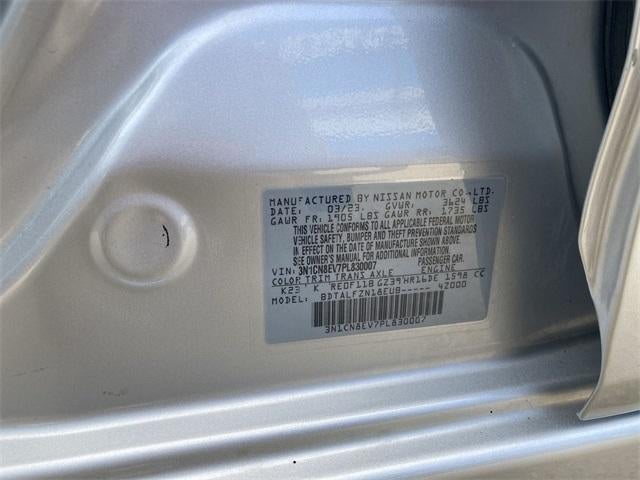 MANUFACTURED BY NISSAN MOTOR CO., LTD.
DATE: 03/23. GVWR: 3624 LBS
GAWR FR: 1905 LBS GAWR RR: 1735 LBS
THIS VEHICLE CONFORMS TO ALL APPLICABLE FEDERAL MOTOR
VEHICLE SAFETY, BUMPER AND THEFT PREVENTION STANDARDS
IN EFFECT ON THE DATE OF MANUFACTURE SHOWN ABOVE.
SEE OWNER'S MANUAL FOR ADDITIONAL INFORMATION.
VIN: 3N1CN8EV7PL830007 PASSENGER CAR.
COLOR TRIM TRANS AXLE ENGINE
K23 K RE0F11B GZ39 HR16DE 1598 CC
MODEL: BDTALFZN18EUB----- 42000
3N1CN8EV7PL830007